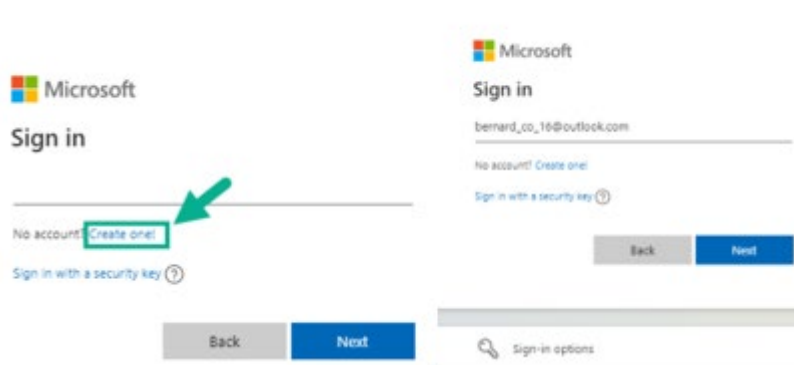 Microsoft
Sign in
No account? Create one!
Sign in with a security key
Back
Next
Microsoft
Sign in
bernard_co_16@outlook.com
No account? Create one!
Sign in with a security key
Back
Next
Sign-in options